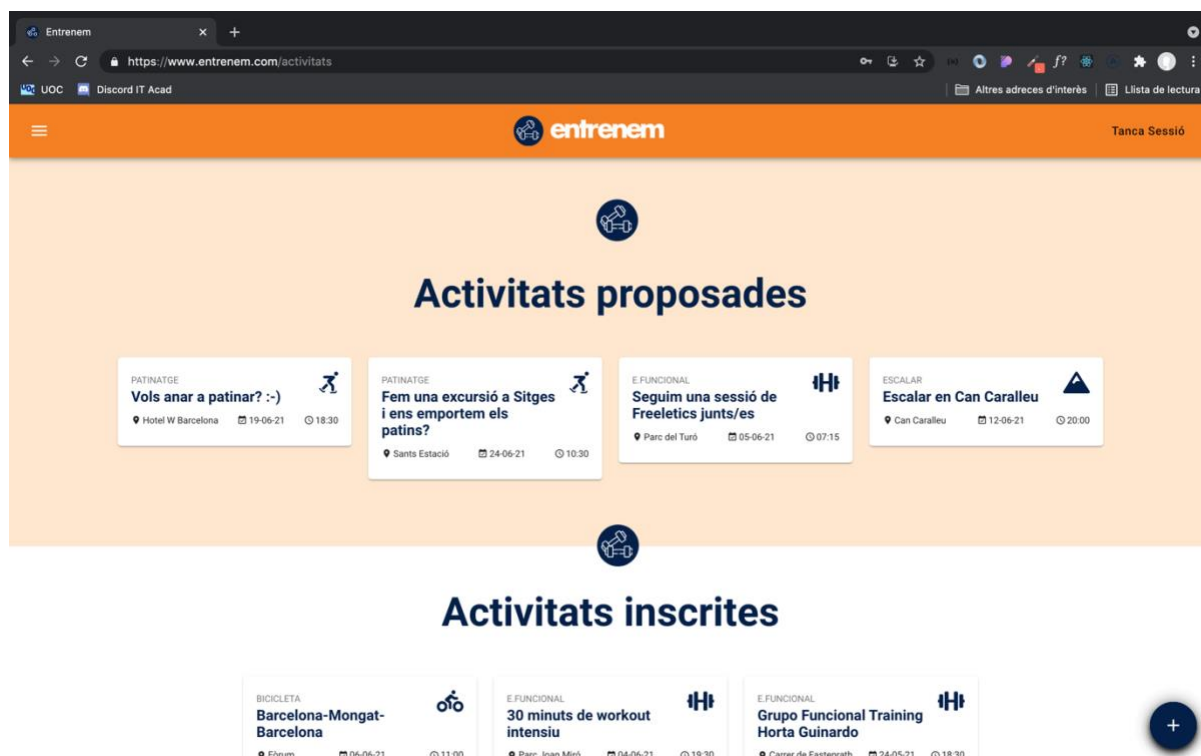 Entrenem
https://www.entrenem.com/activitats
UOC Discord IT Acad Altres adreces d'interès Llista de lectura
entrenem Tanca Sessió
Activitats proposades
PATINATGE
Vols anar a patinar? :-)
Hotel W Barcelona 19-06-21 18:30
PATINATGE
Fem una excursió a Sitges
i ens emportem els
patins?
Sants Estació 24-06-21 10:30
E.FUNCIONAL
Seguim una sessió de
Freeletics junts/es
Parc del Turó 05-06-21 07:15
ESCALAR
Escalar en Can Caralleu
Can Caralleu 12-06-21 20:00
Activitats inscrites
BICICLETA
Barcelona-Mongat-
Barcelona
Fòrum 06-06-21 11:00
E.FUNCIONAL
30 minuts de workout
intensiu
Parc Joan Miró 04-06-21 19:30
E.FUNCIONAL
Grupo Funcional Training
Horta Guinardo
Carrer de Fastenrath 24-05-21 18:30